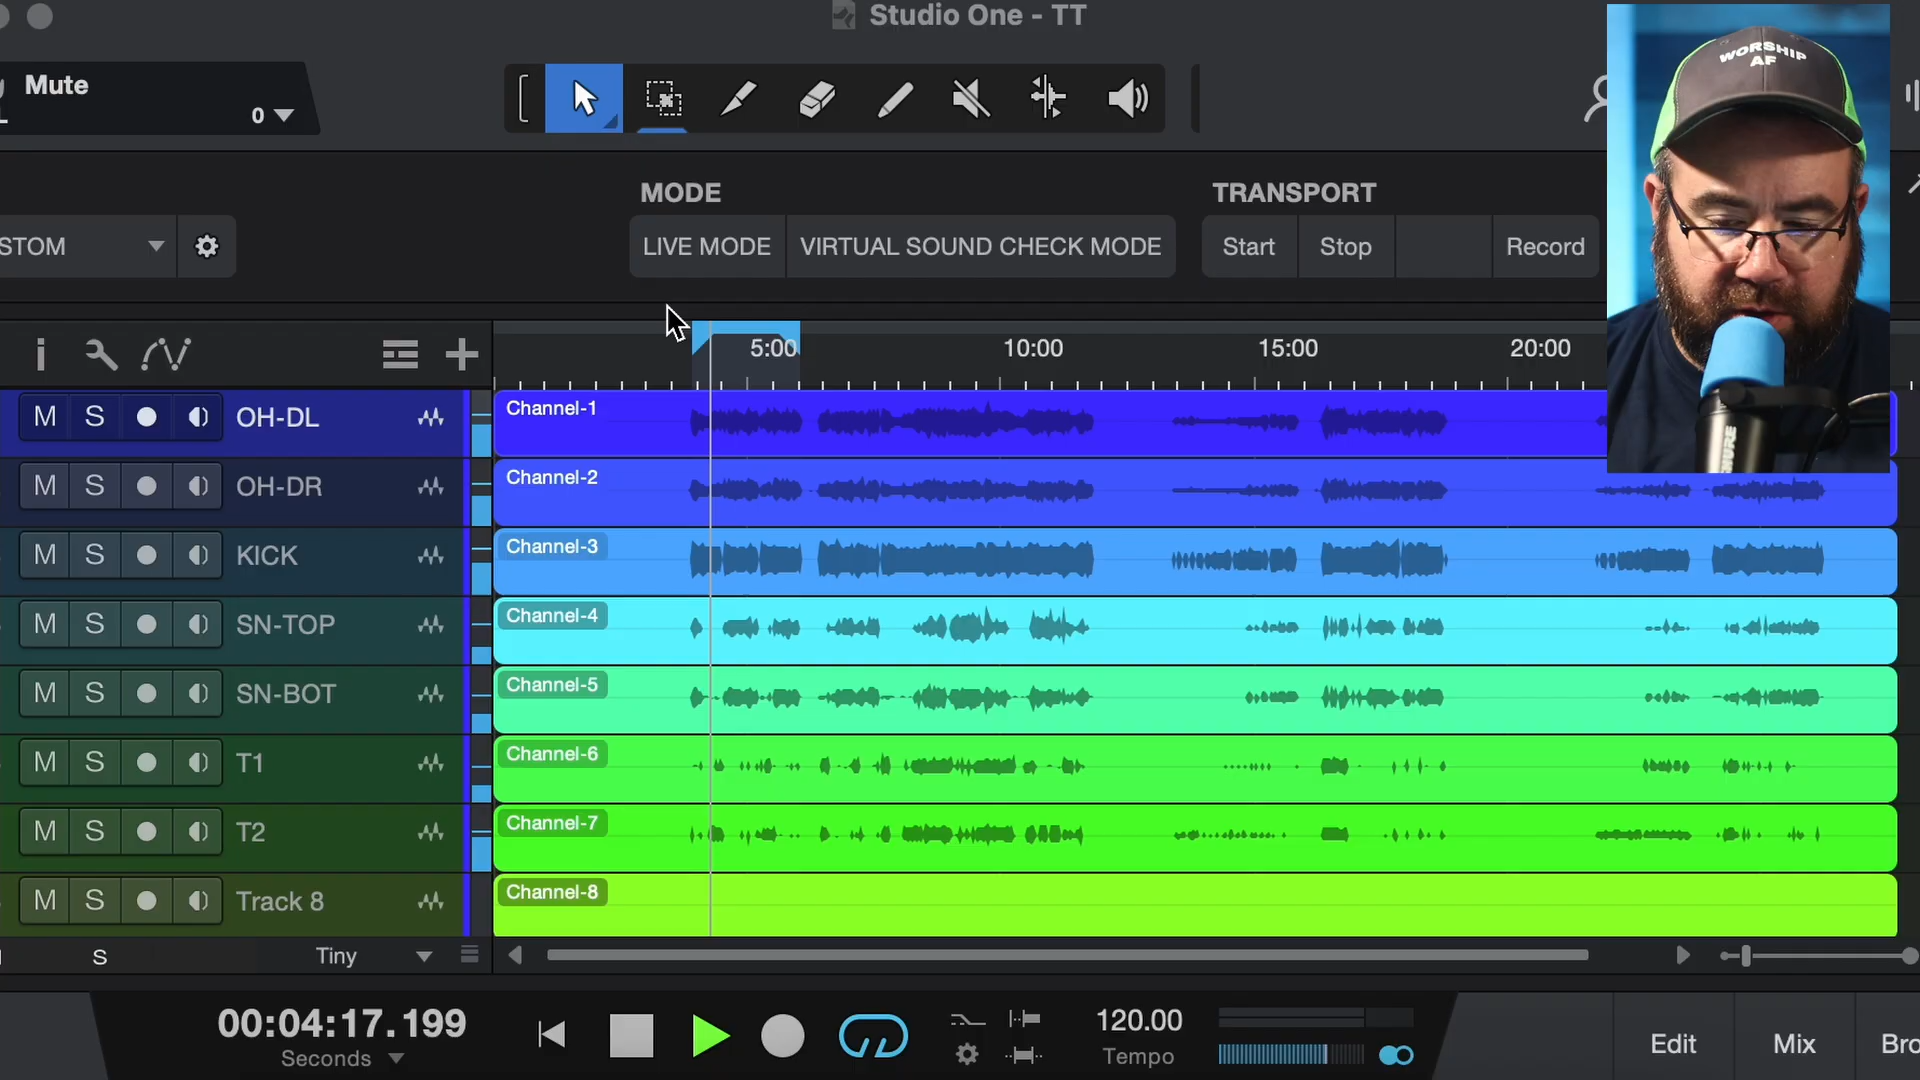 Studio One - TT
Mute
0
WORSHIP
AF
MODE
TRANSPORT
STOM
LIVE MODE
VIRTUAL SOUND CHECK MODE
Start
Stop
Record
5:00
10:00
15:00
20:00
M S OH-DL
Channel-1
M S OH-DR
Channel-2
M S KICK
Channel-3
M S SN-TOP
Channel-4
M S SN-BOT
Channel-5
M S T1
Channel-6
M S T2
Channel-7
M S Track 8
Channel-8
SHURE
S
Tiny
00:04:17.199
Seconds
120.00
Tempo
Edit
Mix
Bro